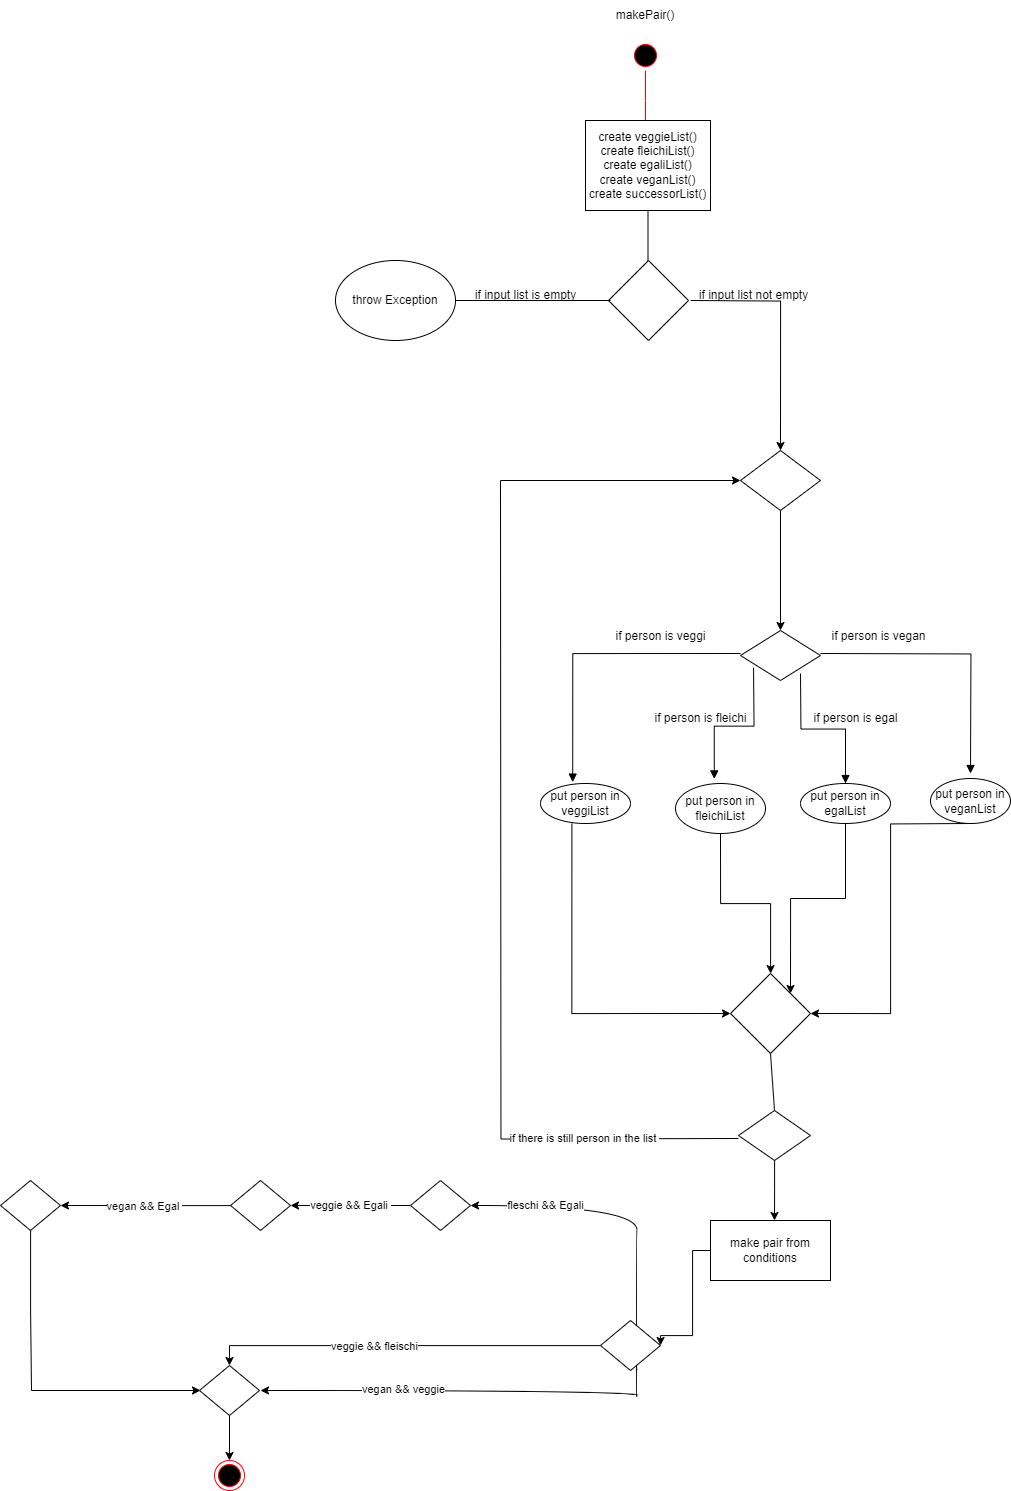 makePair()
create veggieList()
create fleichiList()
create egaliList()
create veganList()
create successorList()
throw Exception
if input list is empty
if input list not empty
if person is veggi
if person is vegan
if person is fleichi
if person is egal
put person in
veggiList
put person in
fleichiList
put person in
egalList
put person in
veganList
if there is still person in the list
vegan && Egal
veggie && Egali
fleschi && Egali
make pair from
conditions
veggie && fleischi
vegan && veggie